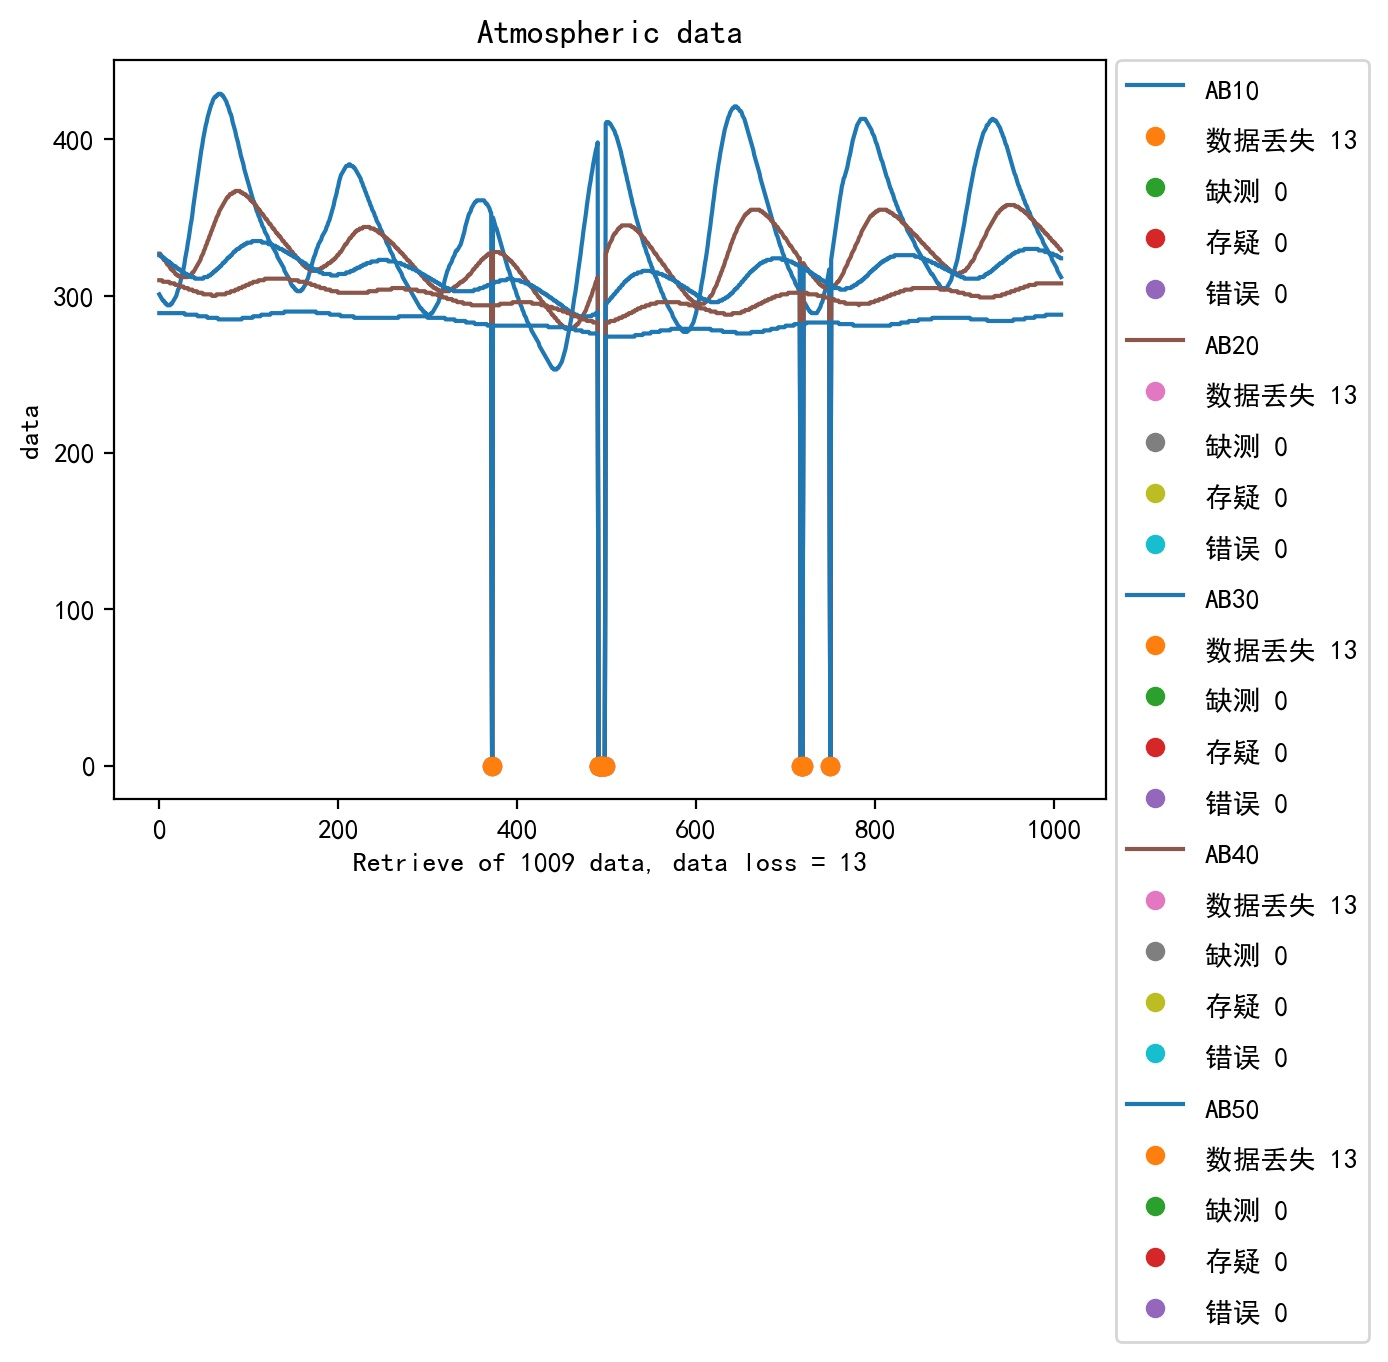 Atmospheric data
400
300
200
100
0
data
0 200 400 600 800 1000
Retrieve of 1009 data, data loss = 13
AB10
数据丢失 13
缺测 0
存疑 0
错误 0
AB20
数据丢失 13
缺测 0
存疑 0
错误 0
AB30
数据丢失 13
缺测 0
存疑 0
错误 0
AB40
数据丢失 13
缺测 0
存疑 0
错误 0
AB50
数据丢失 13
缺测 0
存疑 0
错误 0